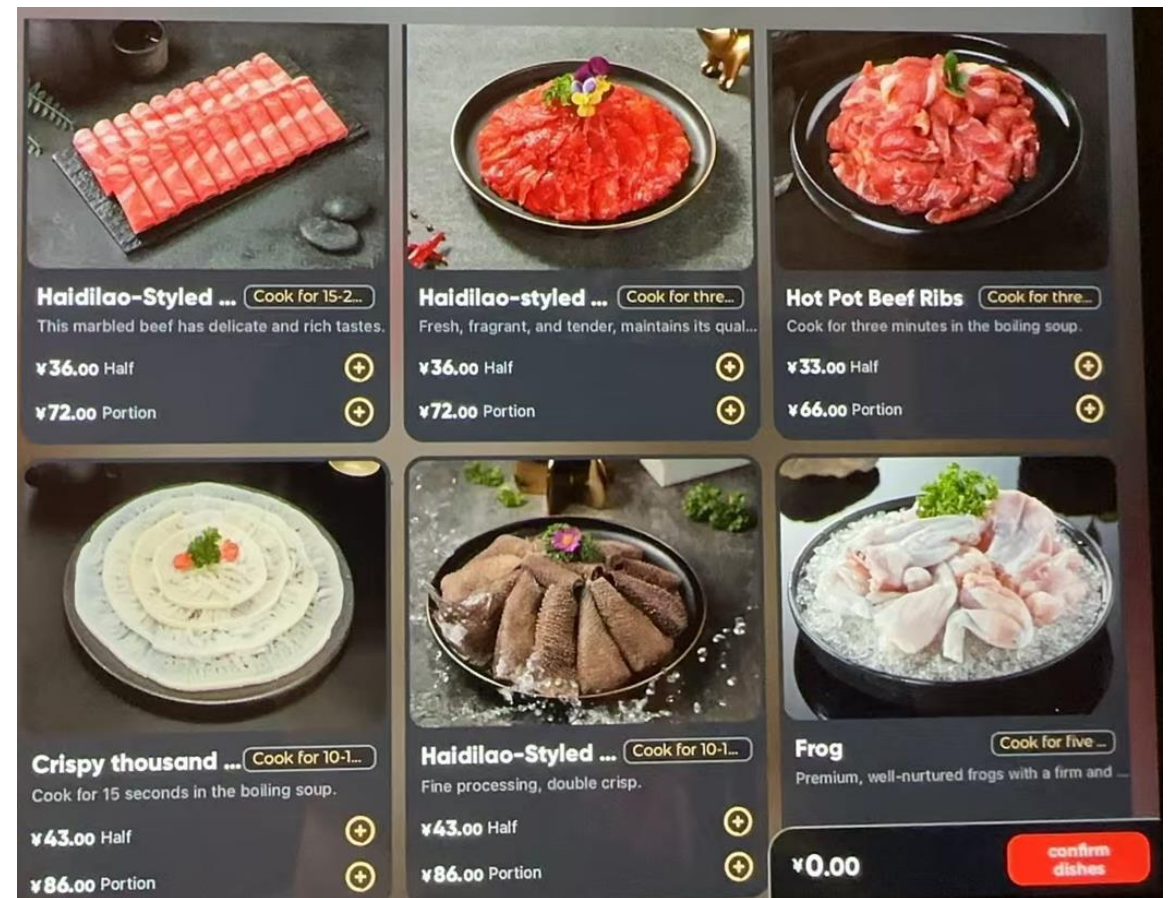 Haidilao-Styled ... Cook for 15-2...
This marbled beef has delicate and rich tastes.
¥36.00 Half
¥72.00 Portion
Haidilao-styled ... Cook for thre...
Fresh, fragrant, and tender, maintains its qual...
¥36.00 Half
¥72.00 Portion
Hot Pot Beef Ribs Cook for thre...
Cook for three minutes in the boiling soup.
¥33.00 Half
¥66.00 Portion
Crispy thousand ... Cook for 10-1...
Cook for 15 seconds in the boiling soup.
¥43.00 Half
¥86.00 Portion
Haidilao-Styled ... Cook for 10-1...
Fine processing, double crisp.
¥43.00 Half
¥86.00 Portion
Frog Cook for five ...
Premium, well-nurtured frogs with a firm and ...
¥0.00
confirm
dishes